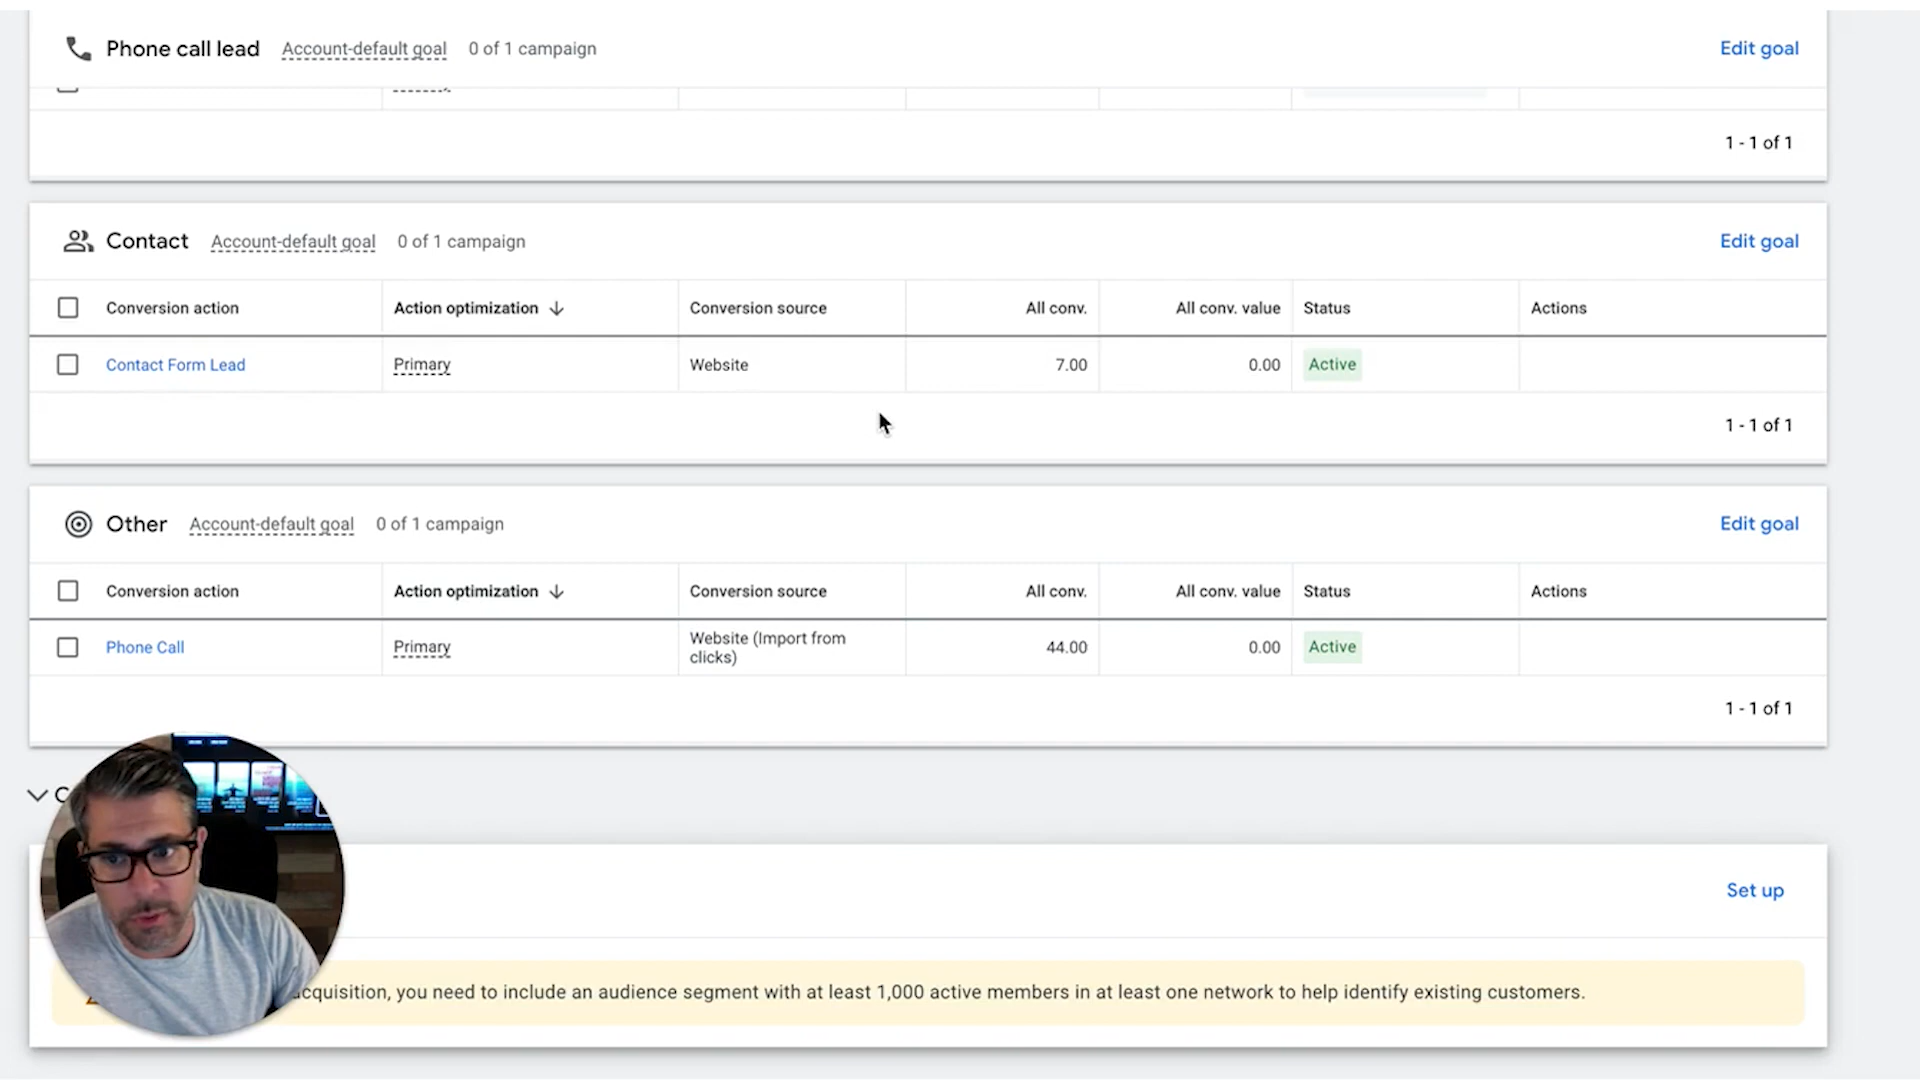 Phone call lead Account-default goal 0 of 1 campaign Edit goal
1 - 1 of 1
Contact Account-default goal 0 of 1 campaign Edit goal
Conversion action Action optimization Conversion source All conv. All conv. value Status Actions
Contact Form Lead Primary Website 7.00 0.00 Active
1 - 1 of 1
Other Account-default goal 0 of 1 campaign Edit goal
Conversion action Action optimization Conversion source All conv. All conv. value Status Actions
Phone Call Primary Website (Import from clicks) 44.00 0.00 Active
1 - 1 of 1
Set up
acquisition, you need to include an audience segment with at least 1,000 active members in at least one network to help identify existing customers.